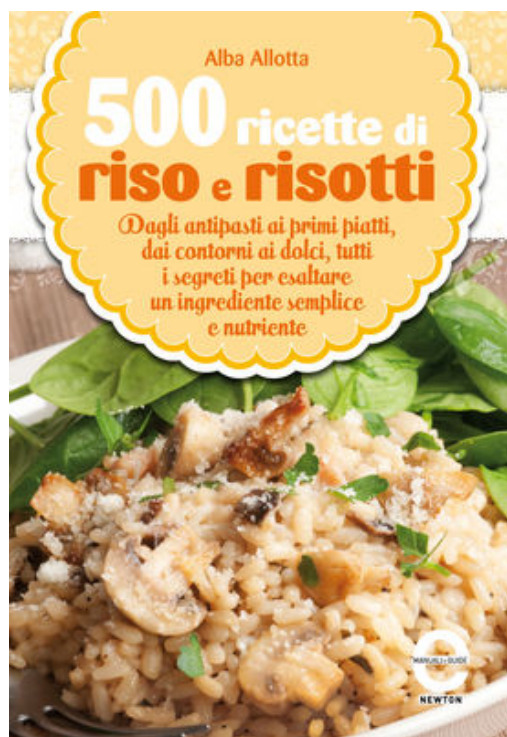 Alba Allotta
500 ricette di
riso e risotti
Dagli antipasti ai primi piatti,
dai contorni ai dolci, tutti
i segreti per esaltare
un ingrediente semplice
e nutriente
e
MANUALI E GUIDE
NEWTON